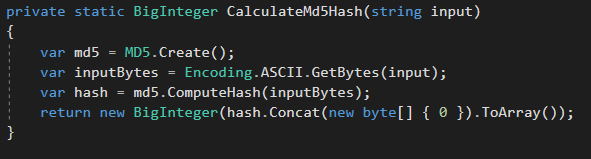 private static BigInteger CalculateMd5Hash(string input)
{
    var md5 = MD5.Create();
    var inputBytes = Encoding.ASCII.GetBytes(input);
    var hash = md5.ComputeHash(inputBytes);
    return new BigInteger(hash.Concat(new byte[] { 0 }).ToArray());
}